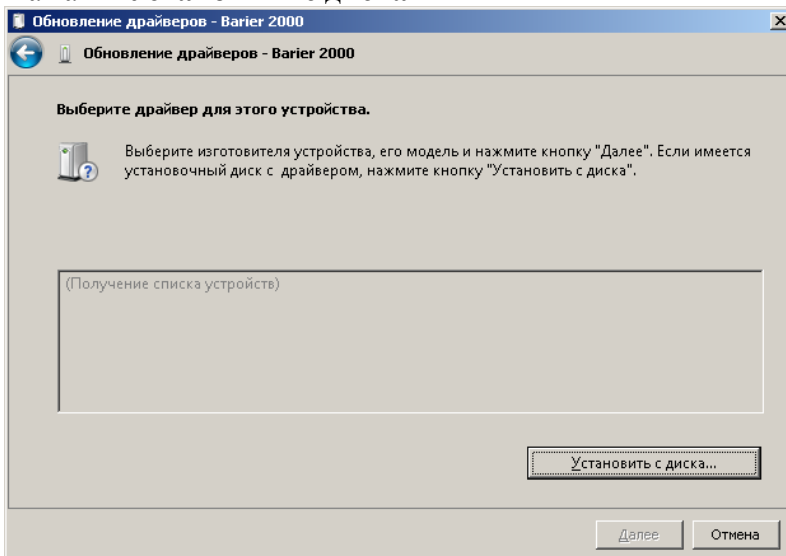 Обновление драйверов - Barier 2000
Обновление драйверов - Barier 2000
Выберите драйвер для этого устройства.
Выберите изготовителя устройства, его модель и нажмите кнопку "Далее". Если имеется
установочный диск с драйвером, нажмите кнопку "Установить с диска".
(Получение списка устройств)
Установить с диска...
Далее Отмена